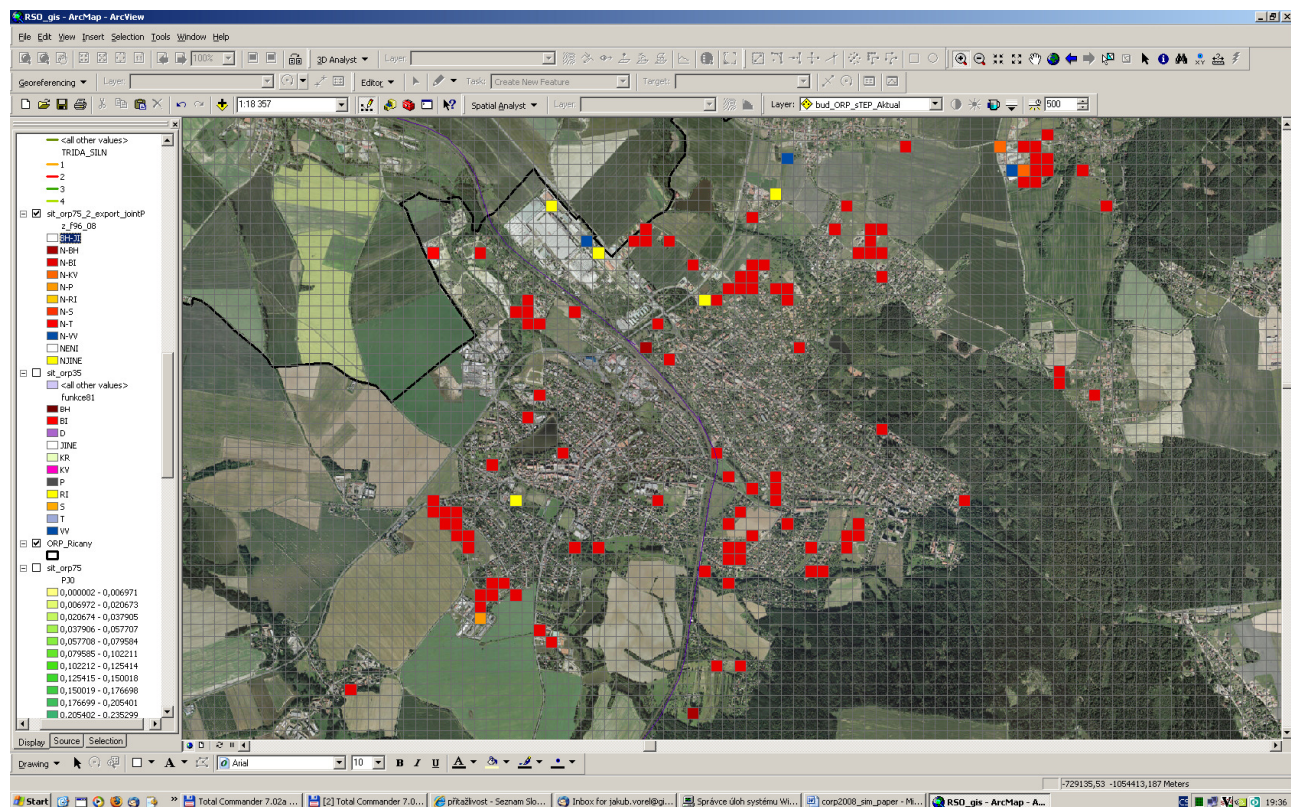 RSO_gis - ArcMap - ArcView
File Edit View Insert Selection Tools Window Help
100% 3D Analyst Layer:
Georeferencing Layer: Editor Task: Create New Feature Target:
1:18 357 Spatial Analyst Layer: Layer: bud_ORP_sTEP_Aktual 500
<all other values>
TRIDA_SILN
1
2
3
4
sit_orp75_2_export_jointP
z_f96_08
BH-JI
N-BH
N-BI
N-KV
N-P
N-RI
N-S
N-T
N-VV
NENI
NJINE
sit_orp35
<all other values>
funkce81
BH
BI
D
JINE
KR
KV
P
RI
S
T
VV
ORP_Ricany
sit_orp75
PJ0
0,000002 - 0,006971
0,006972 - 0,020673
0,020674 - 0,037905
0,037906 - 0,057707
0,057708 - 0,079584
0,079585 - 0,102211
0,102212 - 0,125414
0,125415 - 0,150018
0,150019 - 0,176698
0,176699 - 0,205401
0,205402 - 0,235299
Display Source Selection
Drawing A Arial 10 B I U A
-729135,53 -1054413,187 Meters
Start Total Commander 7.02a ... [2] Total Commander 7.0... přitažlivost - Seznam Slo... Inbox for jakub.vorel@gi... Správce úloh systému Wi... corp2008_sim_paper - Mi... RSO_gis - ArcMap - A... 19:36